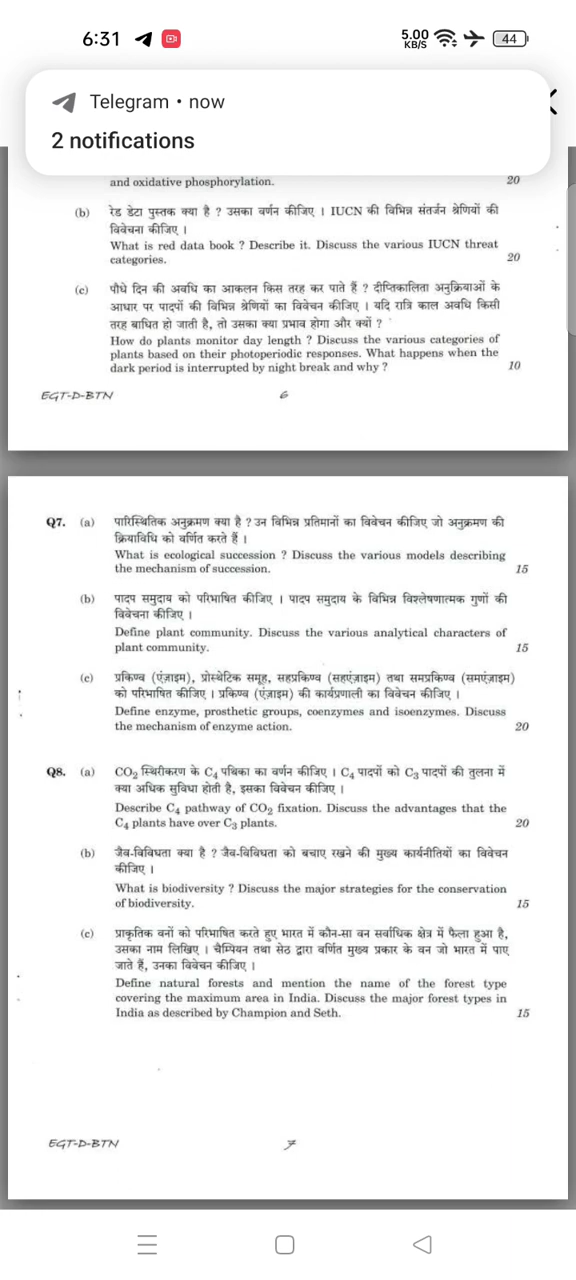 6:31
5.00 KB/S
44
Telegram • now
2 notifications
and oxidative phosphorylation. 20
(b) रेड डेटा पुस्तक क्या है ? उसका वर्णन कीजिए । IUCN की विभिन्न संतर्जन श्रेणियों की
विवेचना कीजिए ।
What is red data book ? Describe it. Discuss the various IUCN threat
categories. 20
(c) पौधे दिन की अवधि का आकलन किस तरह कर पाते हैं ? दीप्तिकालिता अनुक्रियाओं के
आधार पर पादपों की विभिन्न श्रेणियों का विवेचन कीजिए । यदि रात्रि काल अवधि किसी
तरह बाधित हो जाती है, तो उसका क्या प्रभाव होगा और क्यों ?
How do plants monitor day length ? Discuss the various categories of
plants based on their photoperiodic responses. What happens when the
dark period is interrupted by night break and why ? 10
EGT-D-BTN 6
Q7. (a) पारिस्थितिक अनुक्रमण क्या है ? उन विभिन्न प्रतिमानों का विवेचन कीजिए जो अनुक्रमण की
क्रियाविधि को वर्णित करते हैं ।
What is ecological succession ? Discuss the various models describing
the mechanism of succession. 15
(b) पादप समुदाय को परिभाषित कीजिए । पादप समुदाय के विभिन्न विश्लेषणात्मक गुणों की
विवेचना कीजिए ।
Define plant community. Discuss the various analytical characters of
plant community. 15
(c) प्रकिण्व (एंज़ाइम), प्रोस्थेटिक समूह, सहप्रकिण्व (सहएंज़ाइम) तथा समप्रकिण्व (समएंज़ाइम)
को परिभाषित कीजिए । प्रकिण्व (एंज़ाइम) की कार्यप्रणाली का विवेचन कीजिए ।
Define enzyme, prosthetic groups, coenzymes and isoenzymes. Discuss
the mechanism of enzyme action. 20
Q8. (a) CO₂ स्थिरीकरण के C₄ पथिका का वर्णन कीजिए । C₄ पादपों को C₃ पादपों की तुलना में
क्या अधिक सुविधा होती है, इसका विवेचन कीजिए ।
Describe C₄ pathway of CO₂ fixation. Discuss the advantages that the
C₄ plants have over C₃ plants. 20
(b) जैव-विविधता क्या है ? जैव-विविधता को बचाए रखने की मुख्य कार्यनीतियों का विवेचन
कीजिए ।
What is biodiversity ? Discuss the major strategies for the conservation
of biodiversity. 15
(c) प्राकृतिक वनों को परिभाषित करते हुए भारत में कौन-सा वन सर्वाधिक क्षेत्र में फैला हुआ है,
उसका नाम लिखिए । चैम्पियन तथा सेठ द्वारा वर्णित मुख्य प्रकार के वन जो भारत में पाए
जाते हैं, उनका विवेचन कीजिए ।
Define natural forests and mention the name of the forest type
covering the maximum area in India. Discuss the major forest types in
India as described by Champion and Seth. 15
EGT-D-BTN 7